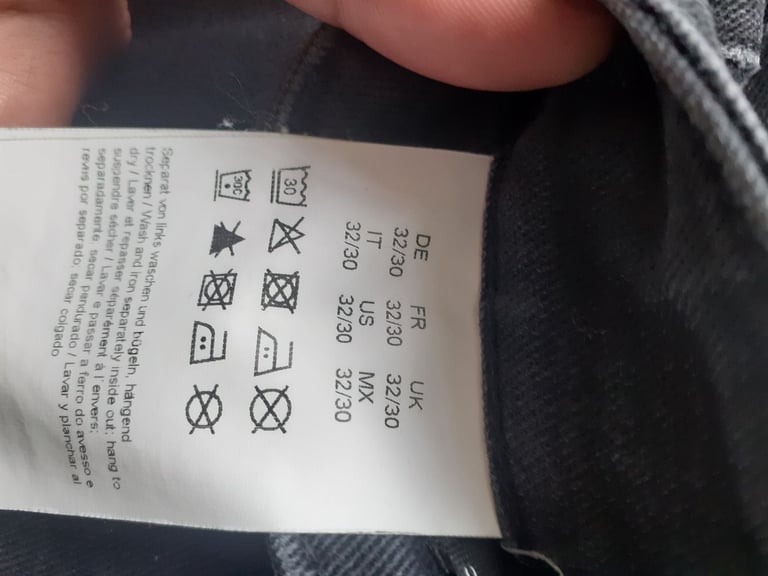 DE FR UK
32/30 32/30 32/30
IT US MX
32/30 32/30 32/30
30
30C
Separat von links waschen und bügeln, hängend
trocknen / Wash and iron separately inside out; hang to
dry / Laver et repasser séparément à l'envers;
suspendre sécher / Lavar e passar a ferro do avesso e
separadamente, secar pendurado / Lavar y planchar al
revés por separado, secar colgado